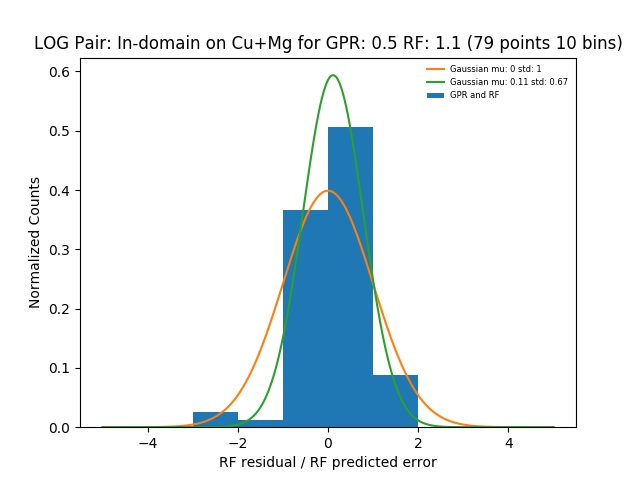 LOG Pair: In-domain on Cu+Mg for GPR: 0.5 RF: 1.1 (79 points 10 bins)
Gaussian mu: 0 std: 1
Gaussian mu: 0.11 std: 0.67
GPR and RF
Normalized Counts
0.6
0.5
0.4
0.3
0.2
0.1
0.0
−4 −2 0 2 4
RF residual / RF predicted error